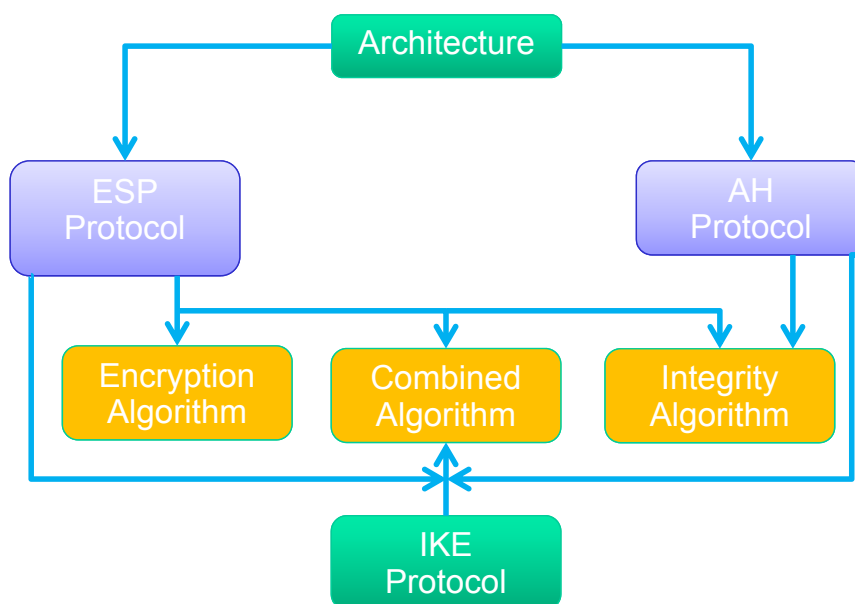 Architecture
ESP
Protocol
AH
Protocol
Encryption
Algorithm
Combined
Algorithm
Integrity
Algorithm
IKE
Protocol